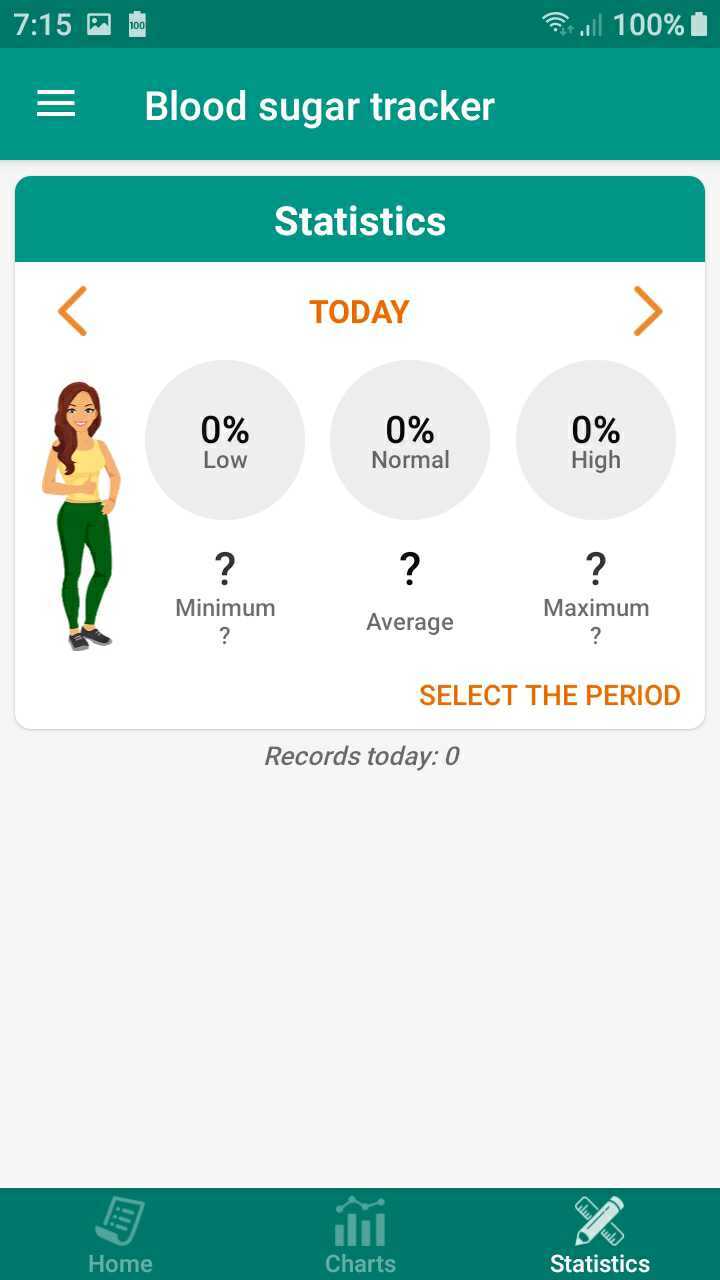 7:15 100 100%
Blood sugar tracker
Statistics
TODAY
0% 0% 0%
Low Normal High
? ? ?
Minimum Average Maximum
? ?
SELECT THE PERIOD
Records today: 0
Home Charts Statistics